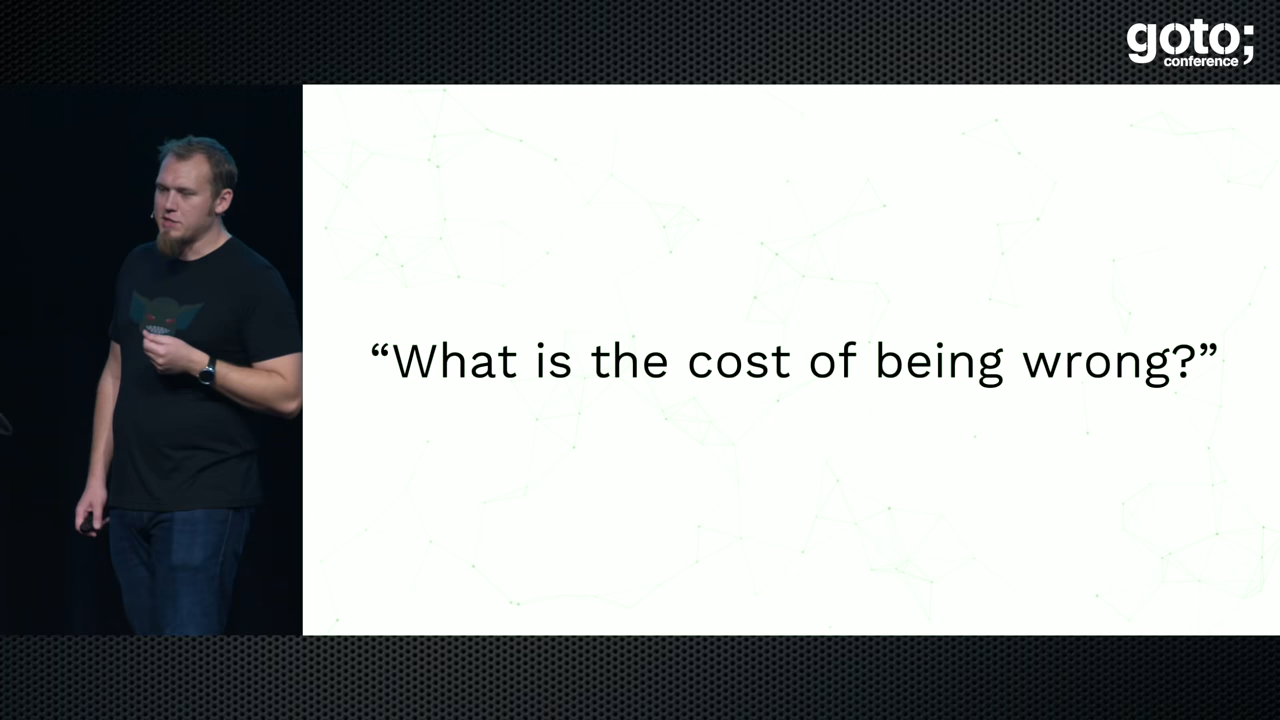 goto;
conference
“What is the cost of being wrong?”